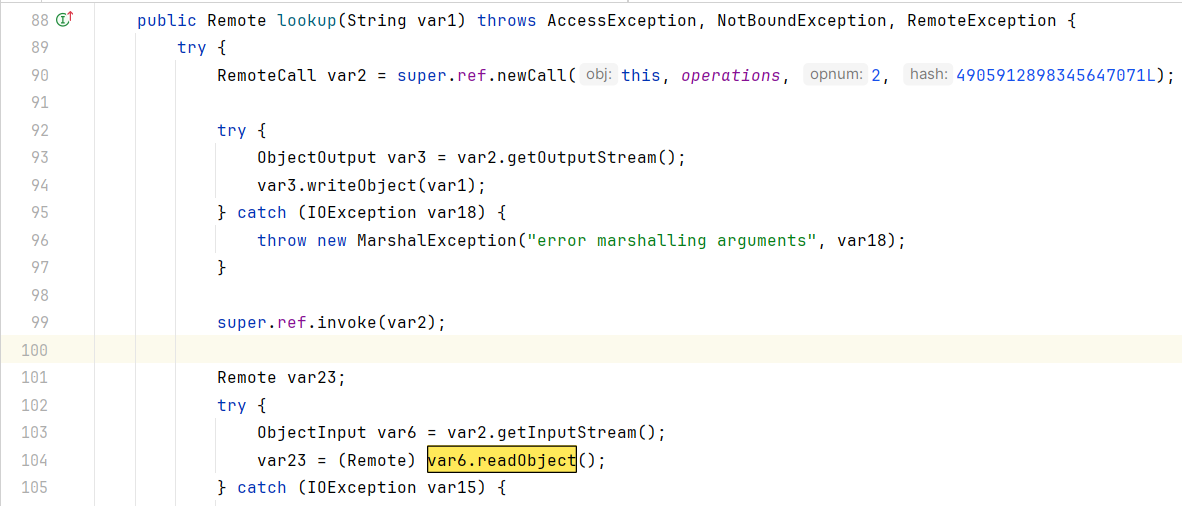 88 public Remote lookup(String var1) throws AccessException, NotBoundException, RemoteException {
89 try {
90 RemoteCall var2 = super.ref.newCall( obj: this, operations, opnum: 2, hash: 4905912898345647071L);
91
92 try {
93 ObjectOutput var3 = var2.getOutputStream();
94 var3.writeObject(var1);
95 } catch (IOException var18) {
96 throw new MarshalException("error marshalling arguments", var18);
97 }
98
99 super.ref.invoke(var2);
100
101 Remote var23;
102 try {
103 ObjectInput var6 = var2.getInputStream();
104 var23 = (Remote) var6.readObject();
105 } catch (IOException var15) {